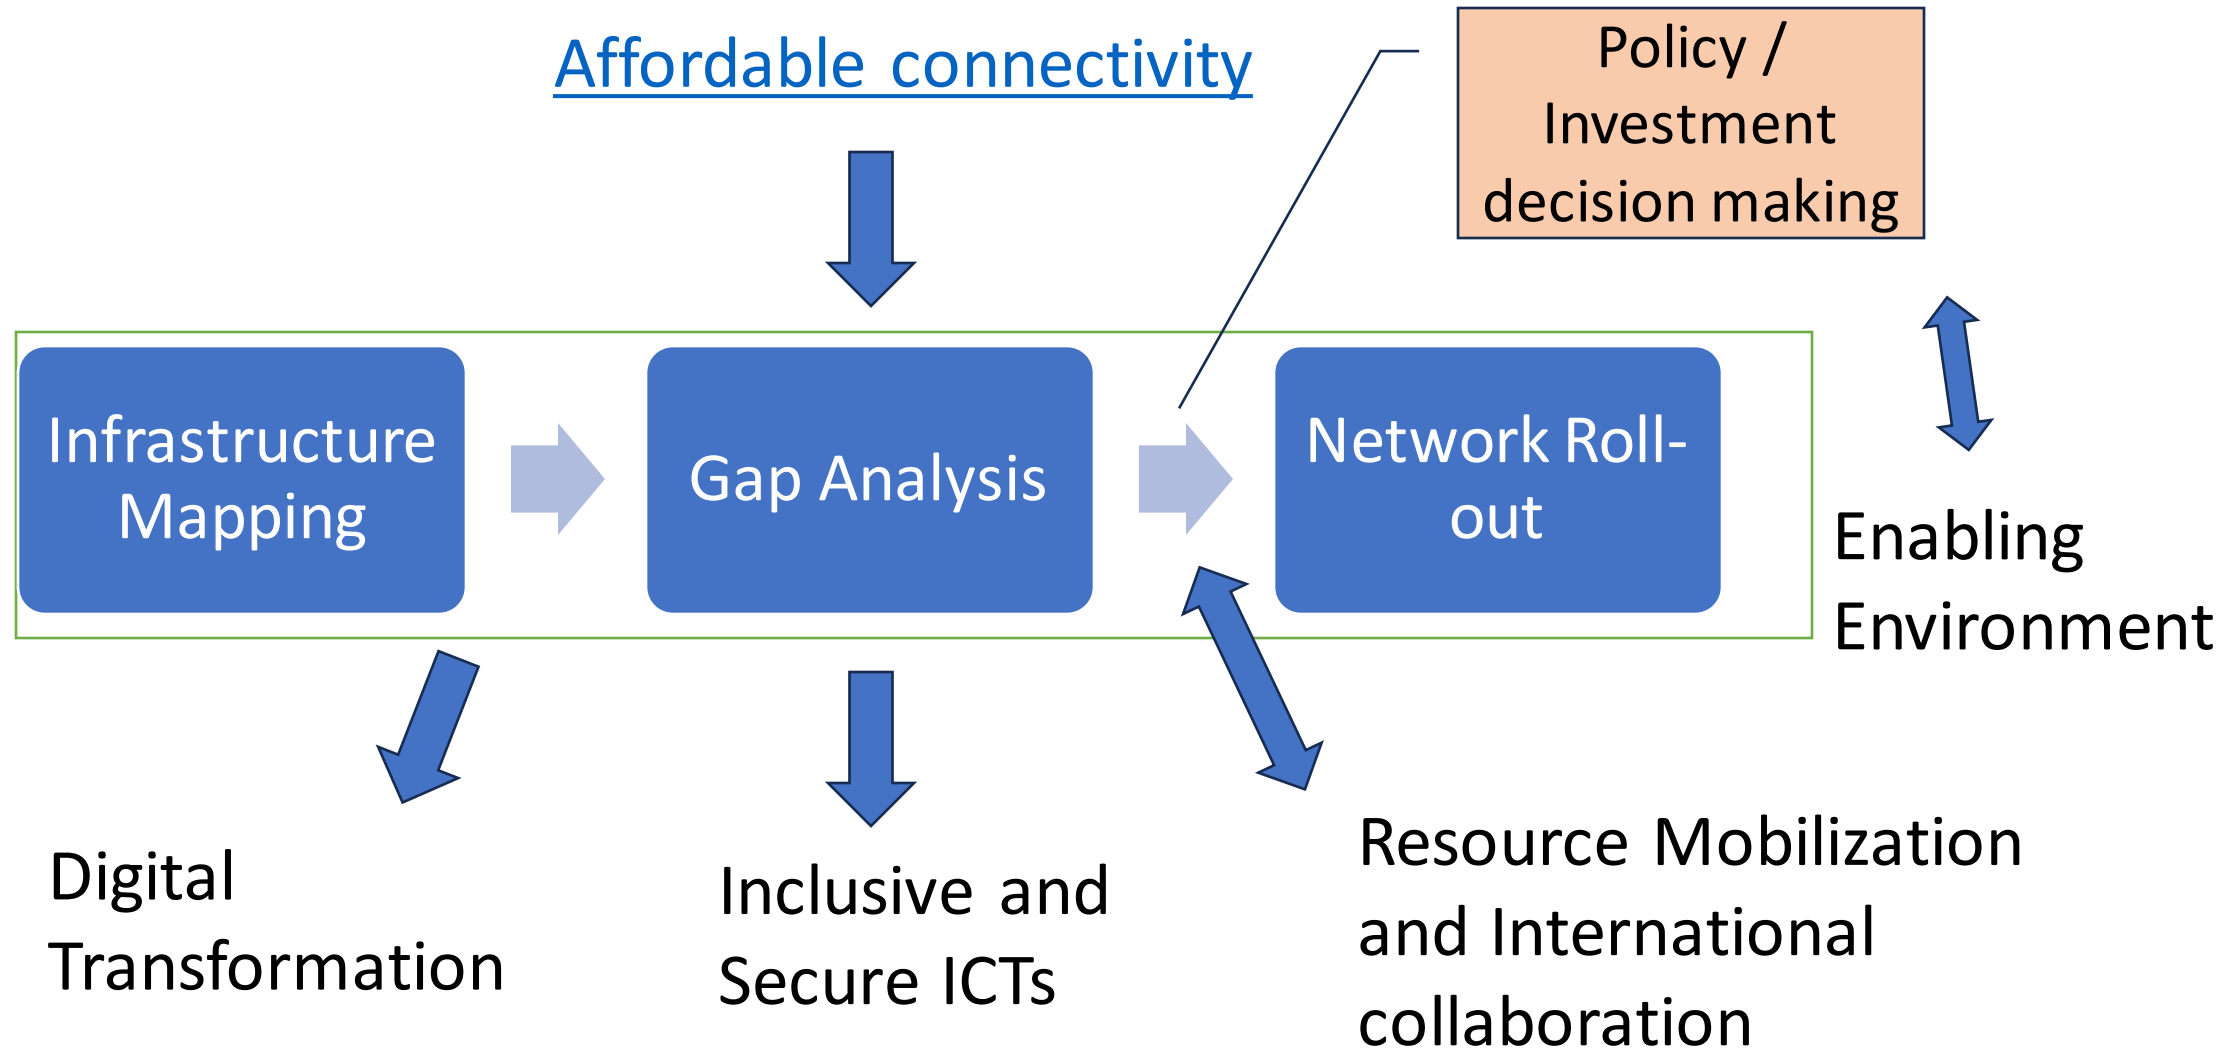 Affordable connectivity
Policy /
Investment
decision making
Infrastructure
Mapping
Gap Analysis
Network Roll-
out
Enabling
Environment
Digital
Transformation
Inclusive and
Secure ICTs
Resource Mobilization
and International
collaboration